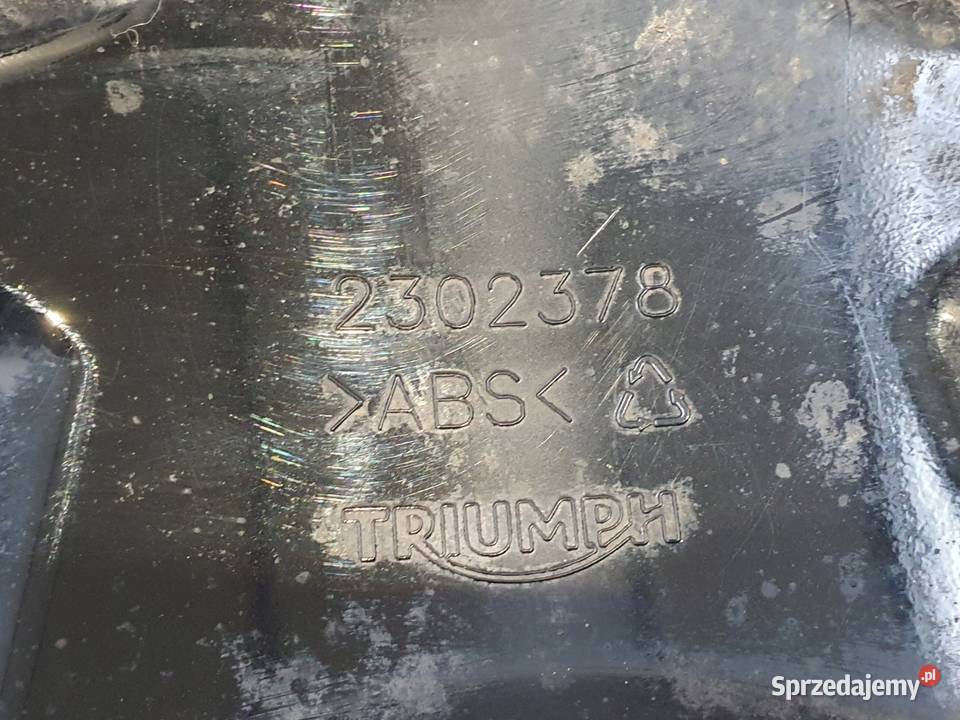 2302378
>ABS<
TRIUMPH
Sprzedajemy.pl